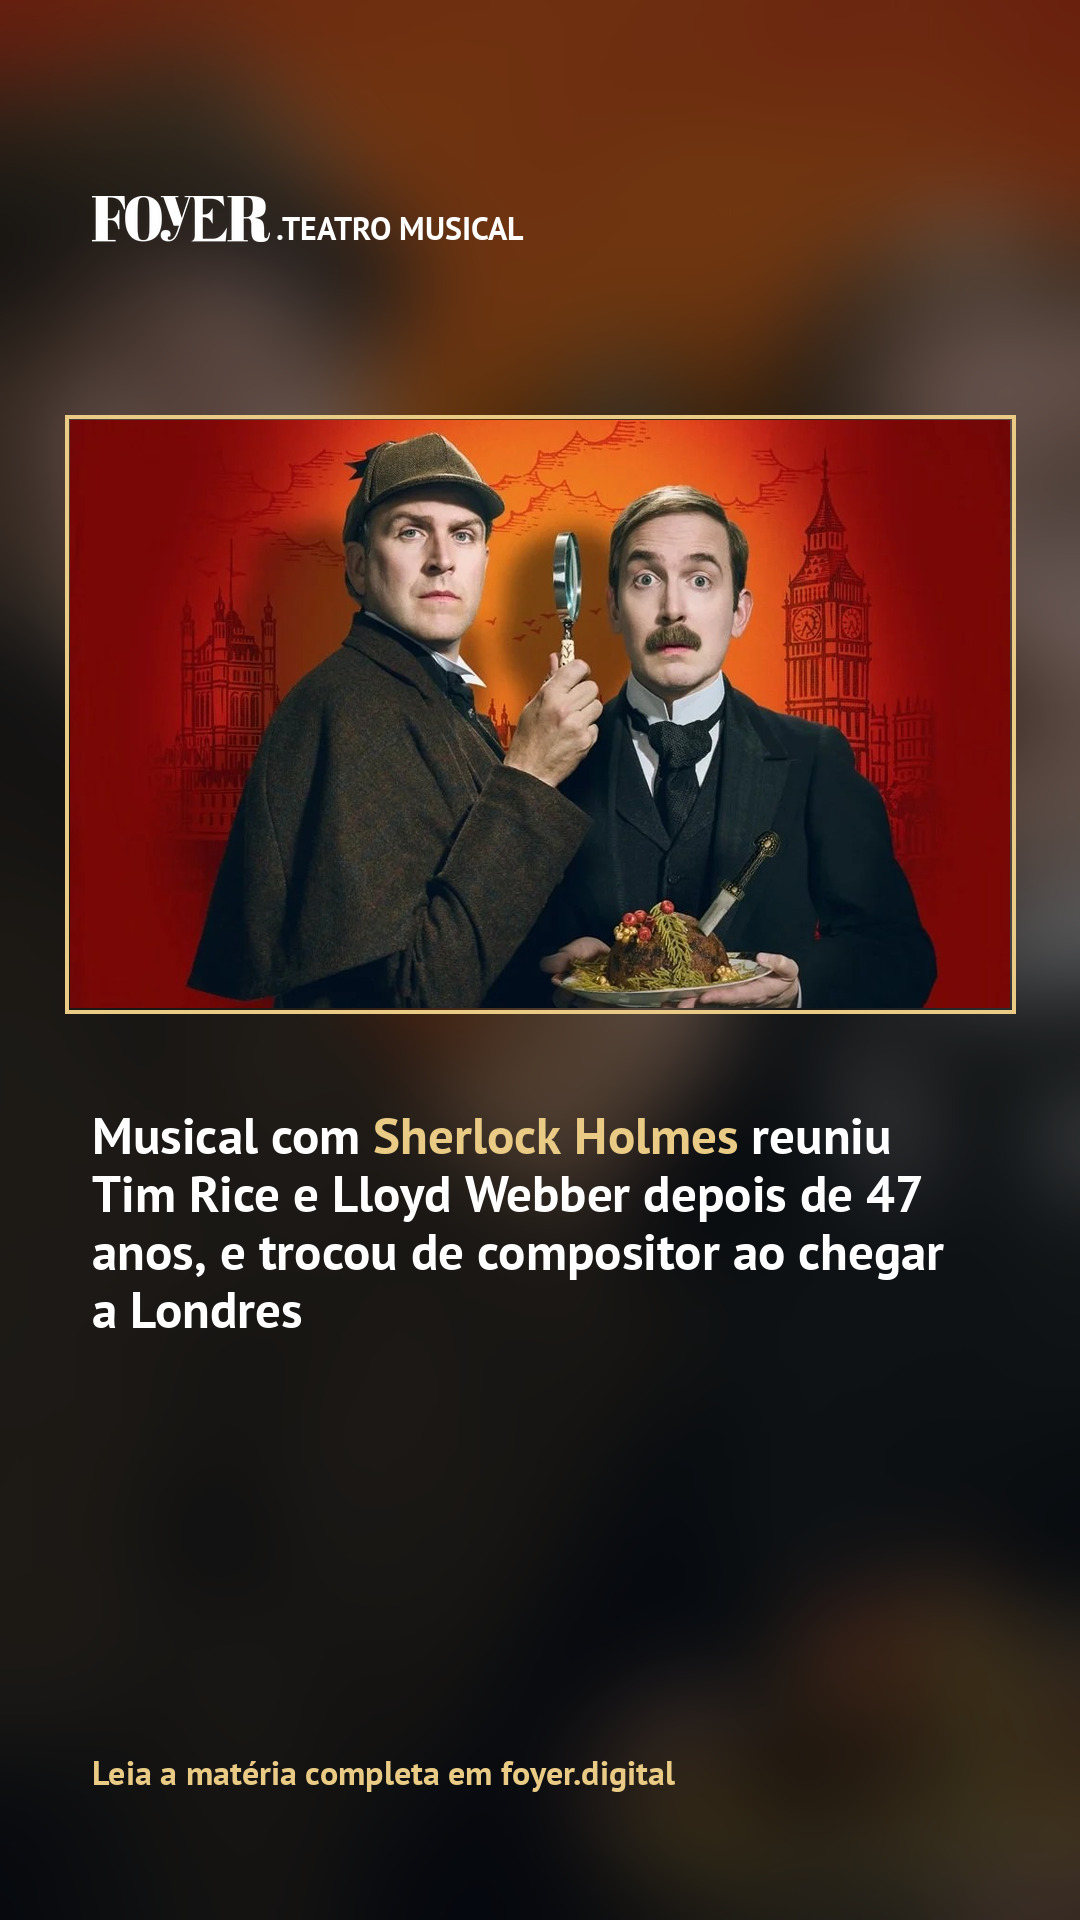 FOYER .TEATRO MUSICAL
Musical com Sherlock Holmes reuniu
Tim Rice e Lloyd Webber depois de 47
anos, e trocou de compositor ao chegar
a Londres
Leia a matéria completa em foyer.digital